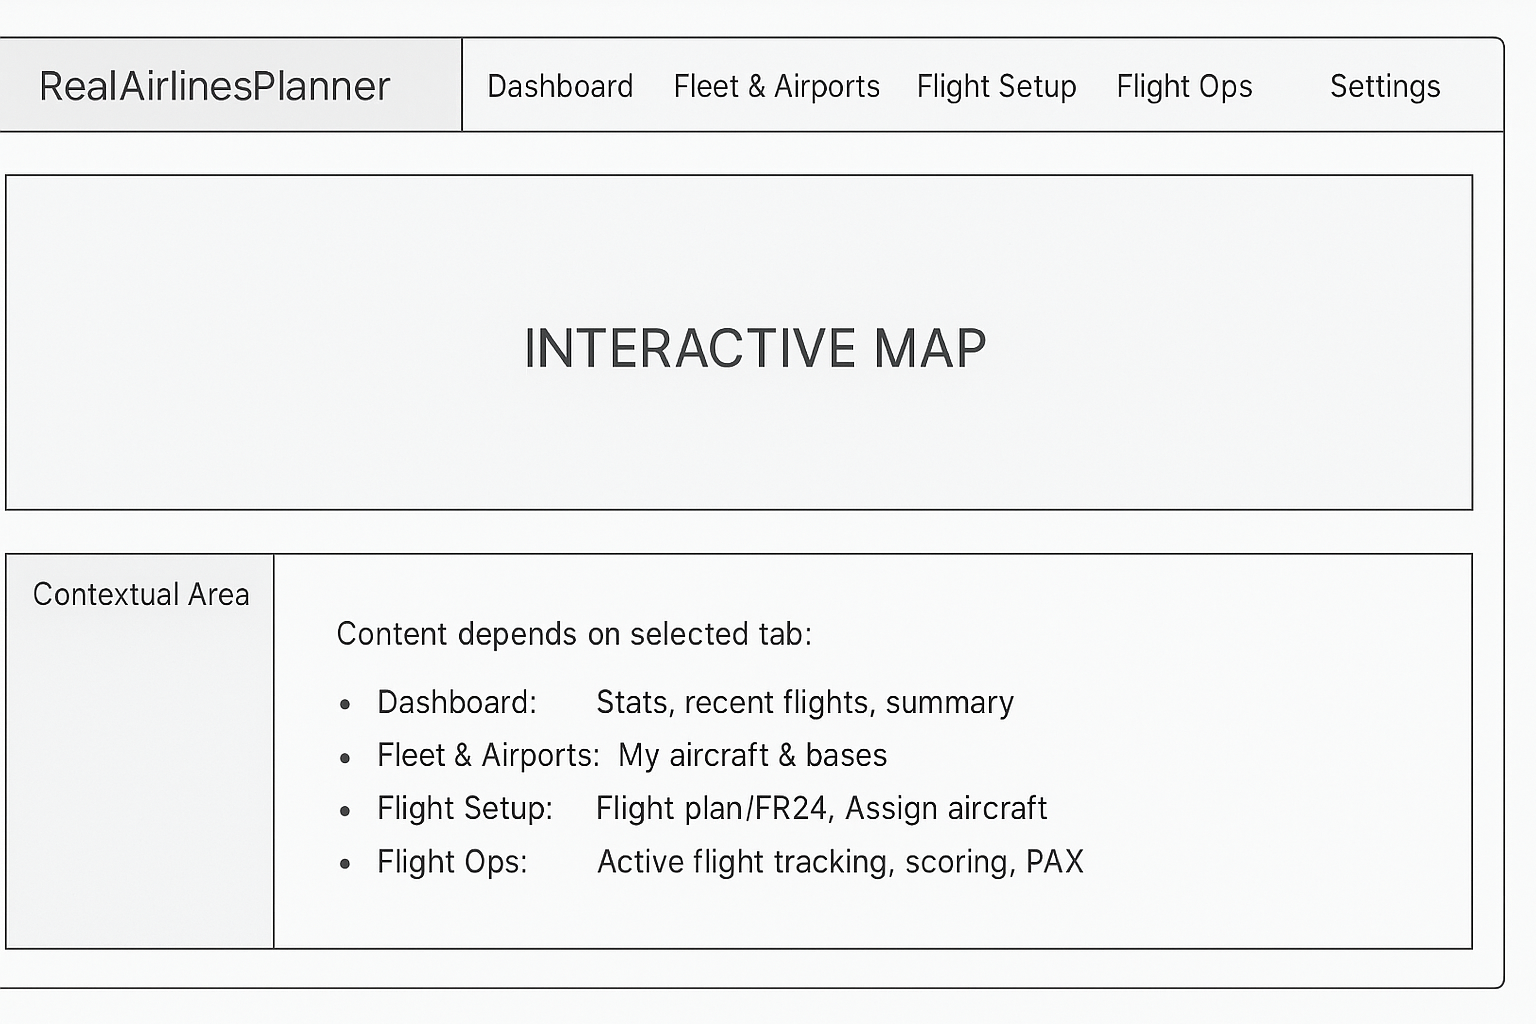 RealAirlinesPlanner
Dashboard Fleet & Airports Flight Setup Flight Ops Settings
INTERACTIVE MAP
Contextual Area
Content depends on selected tab:
• Dashboard: Stats, recent flights, summary
• Fleet & Airports: My aircraft & bases
• Flight Setup: Flight plan/FR24, Assign aircraft
• Flight Ops: Active flight tracking, scoring, PAX